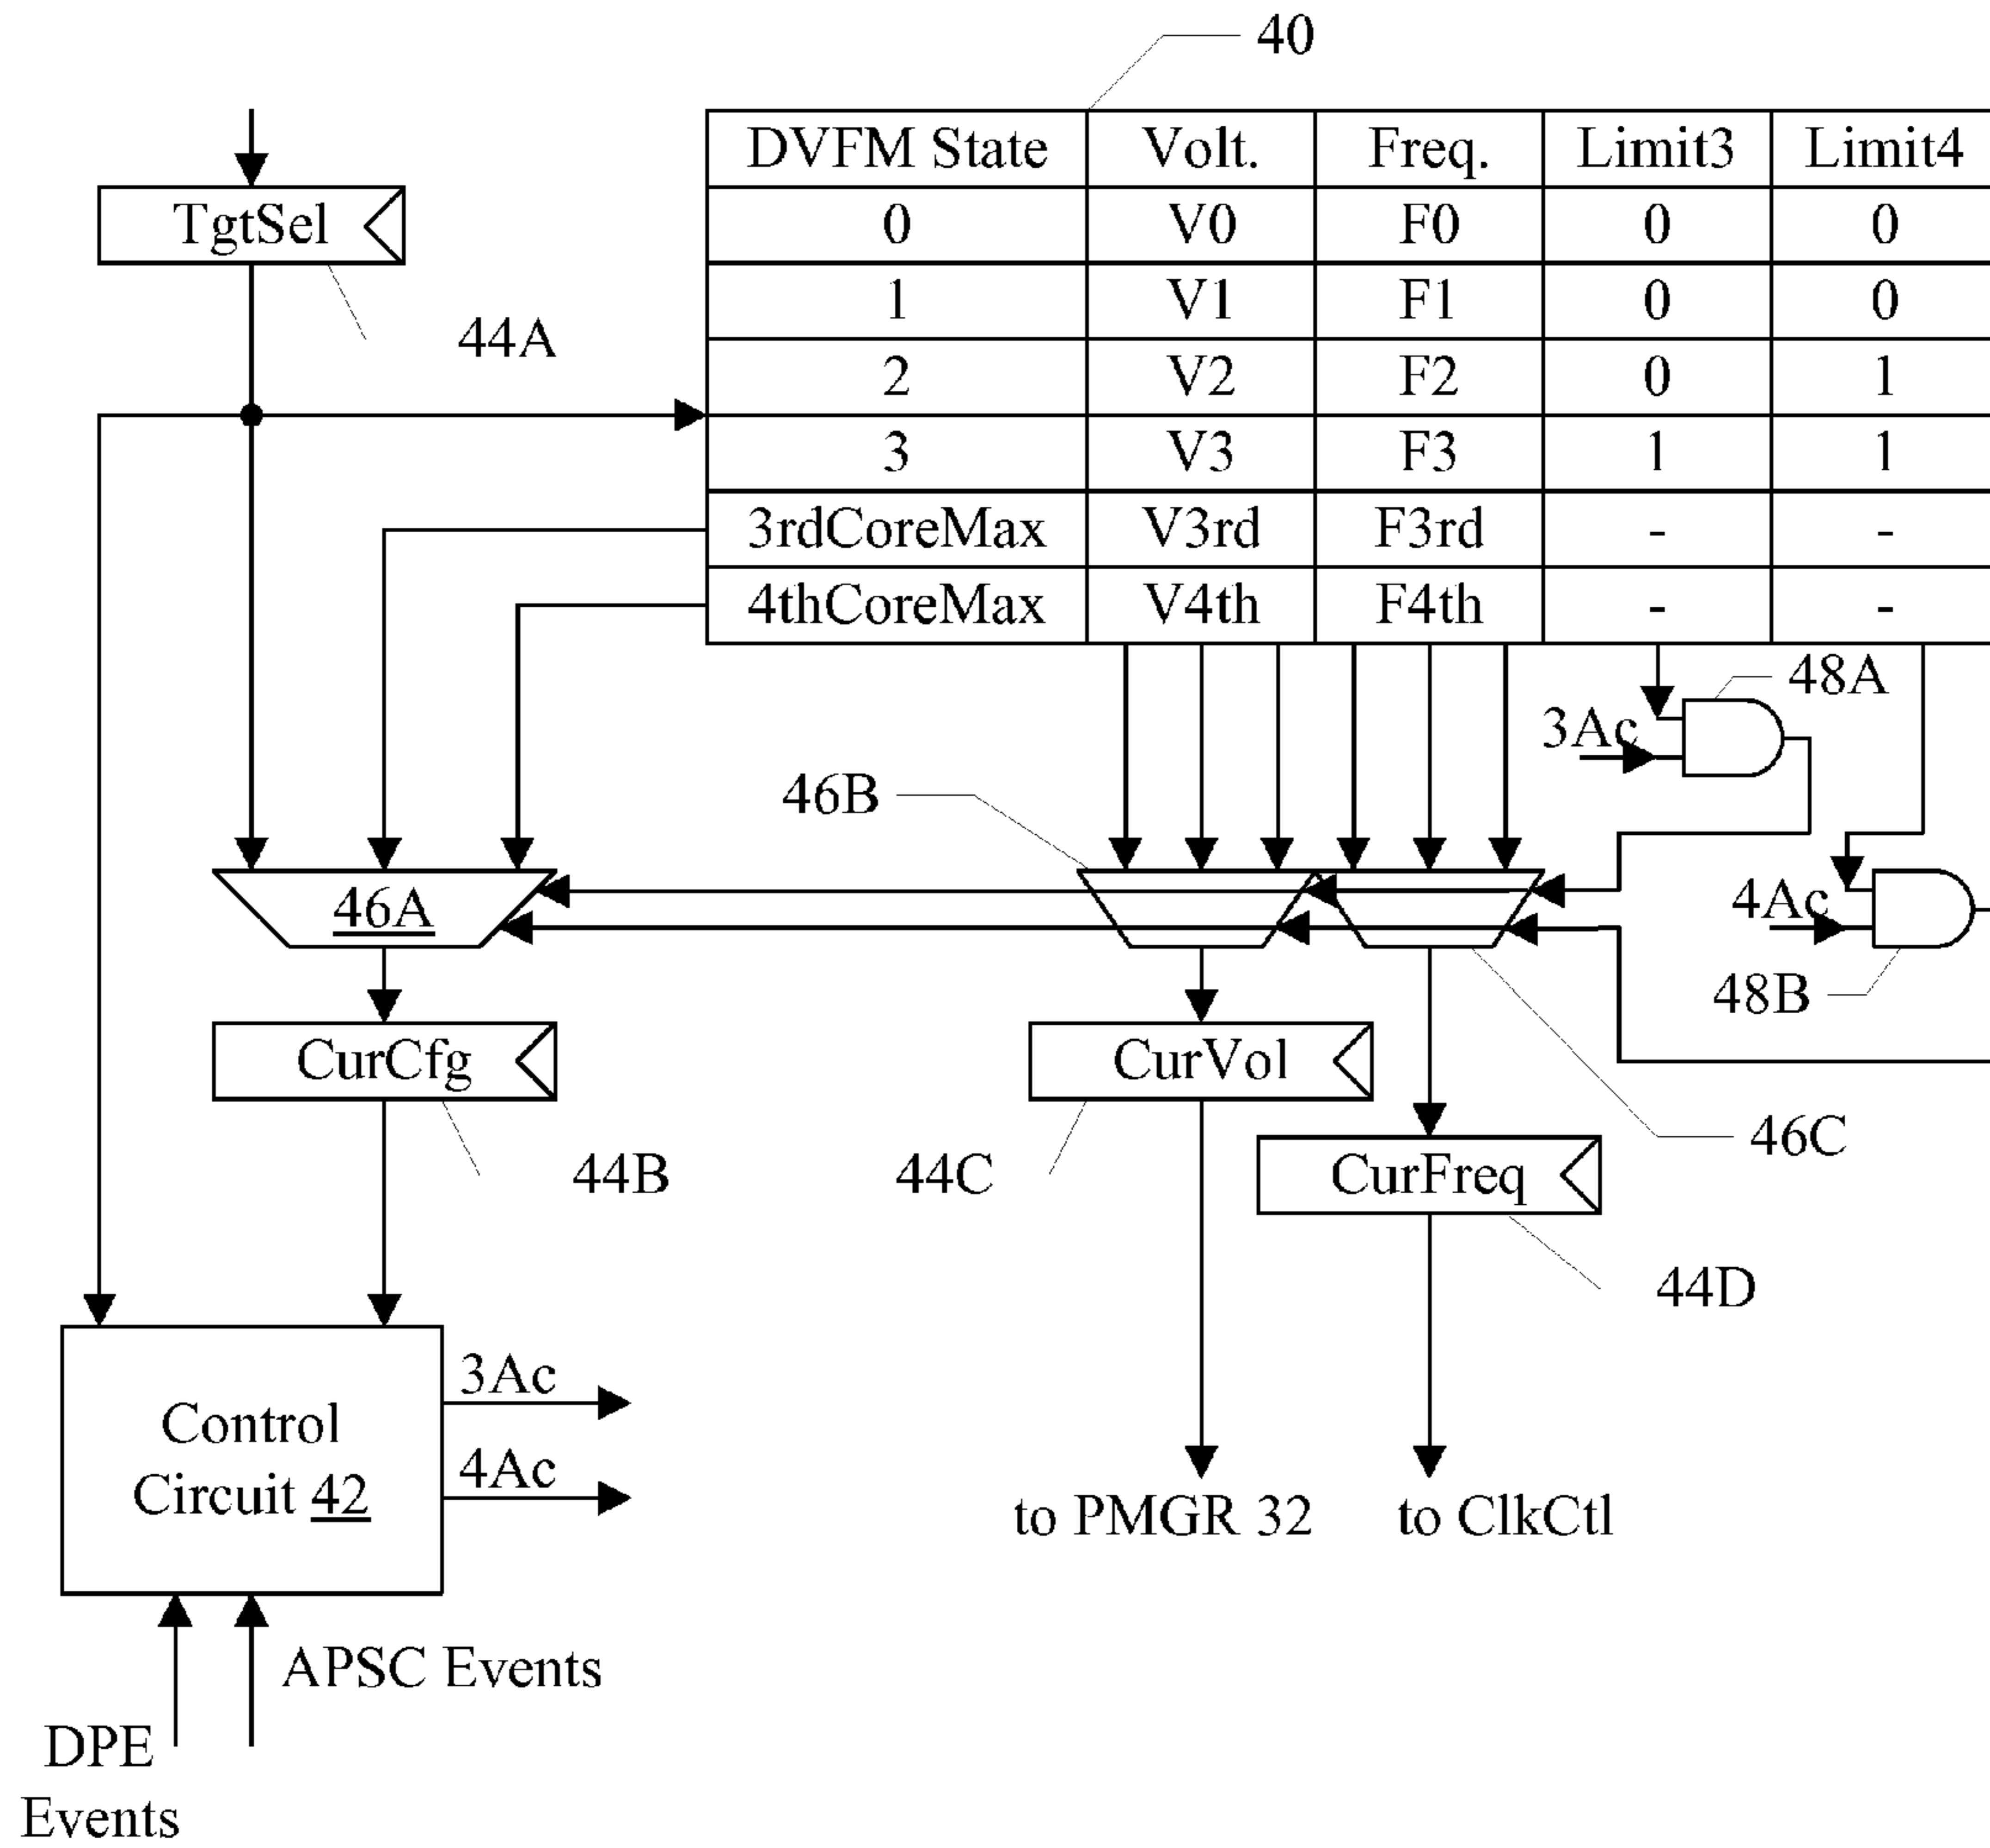 40
DVFM State Volt. Freq. Limit3 Limit4
0 V0 F0 0 0
1 V1 F1 0 0
2 V2 F2 0 1
3 V3 F3 1 1
3rdCoreMax V3rd F3rd - -
4thCoreMax V4th F4th - -
TgtSel
44A
48A
3Ac
46B
46A
4Ac
48B
CurCfg
CurVol
46C
44B
44C
CurFreq
44D
Control
Circuit 42
3Ac
4Ac
to PMGR 32
to ClkCtl
APSC Events
DPE
Events